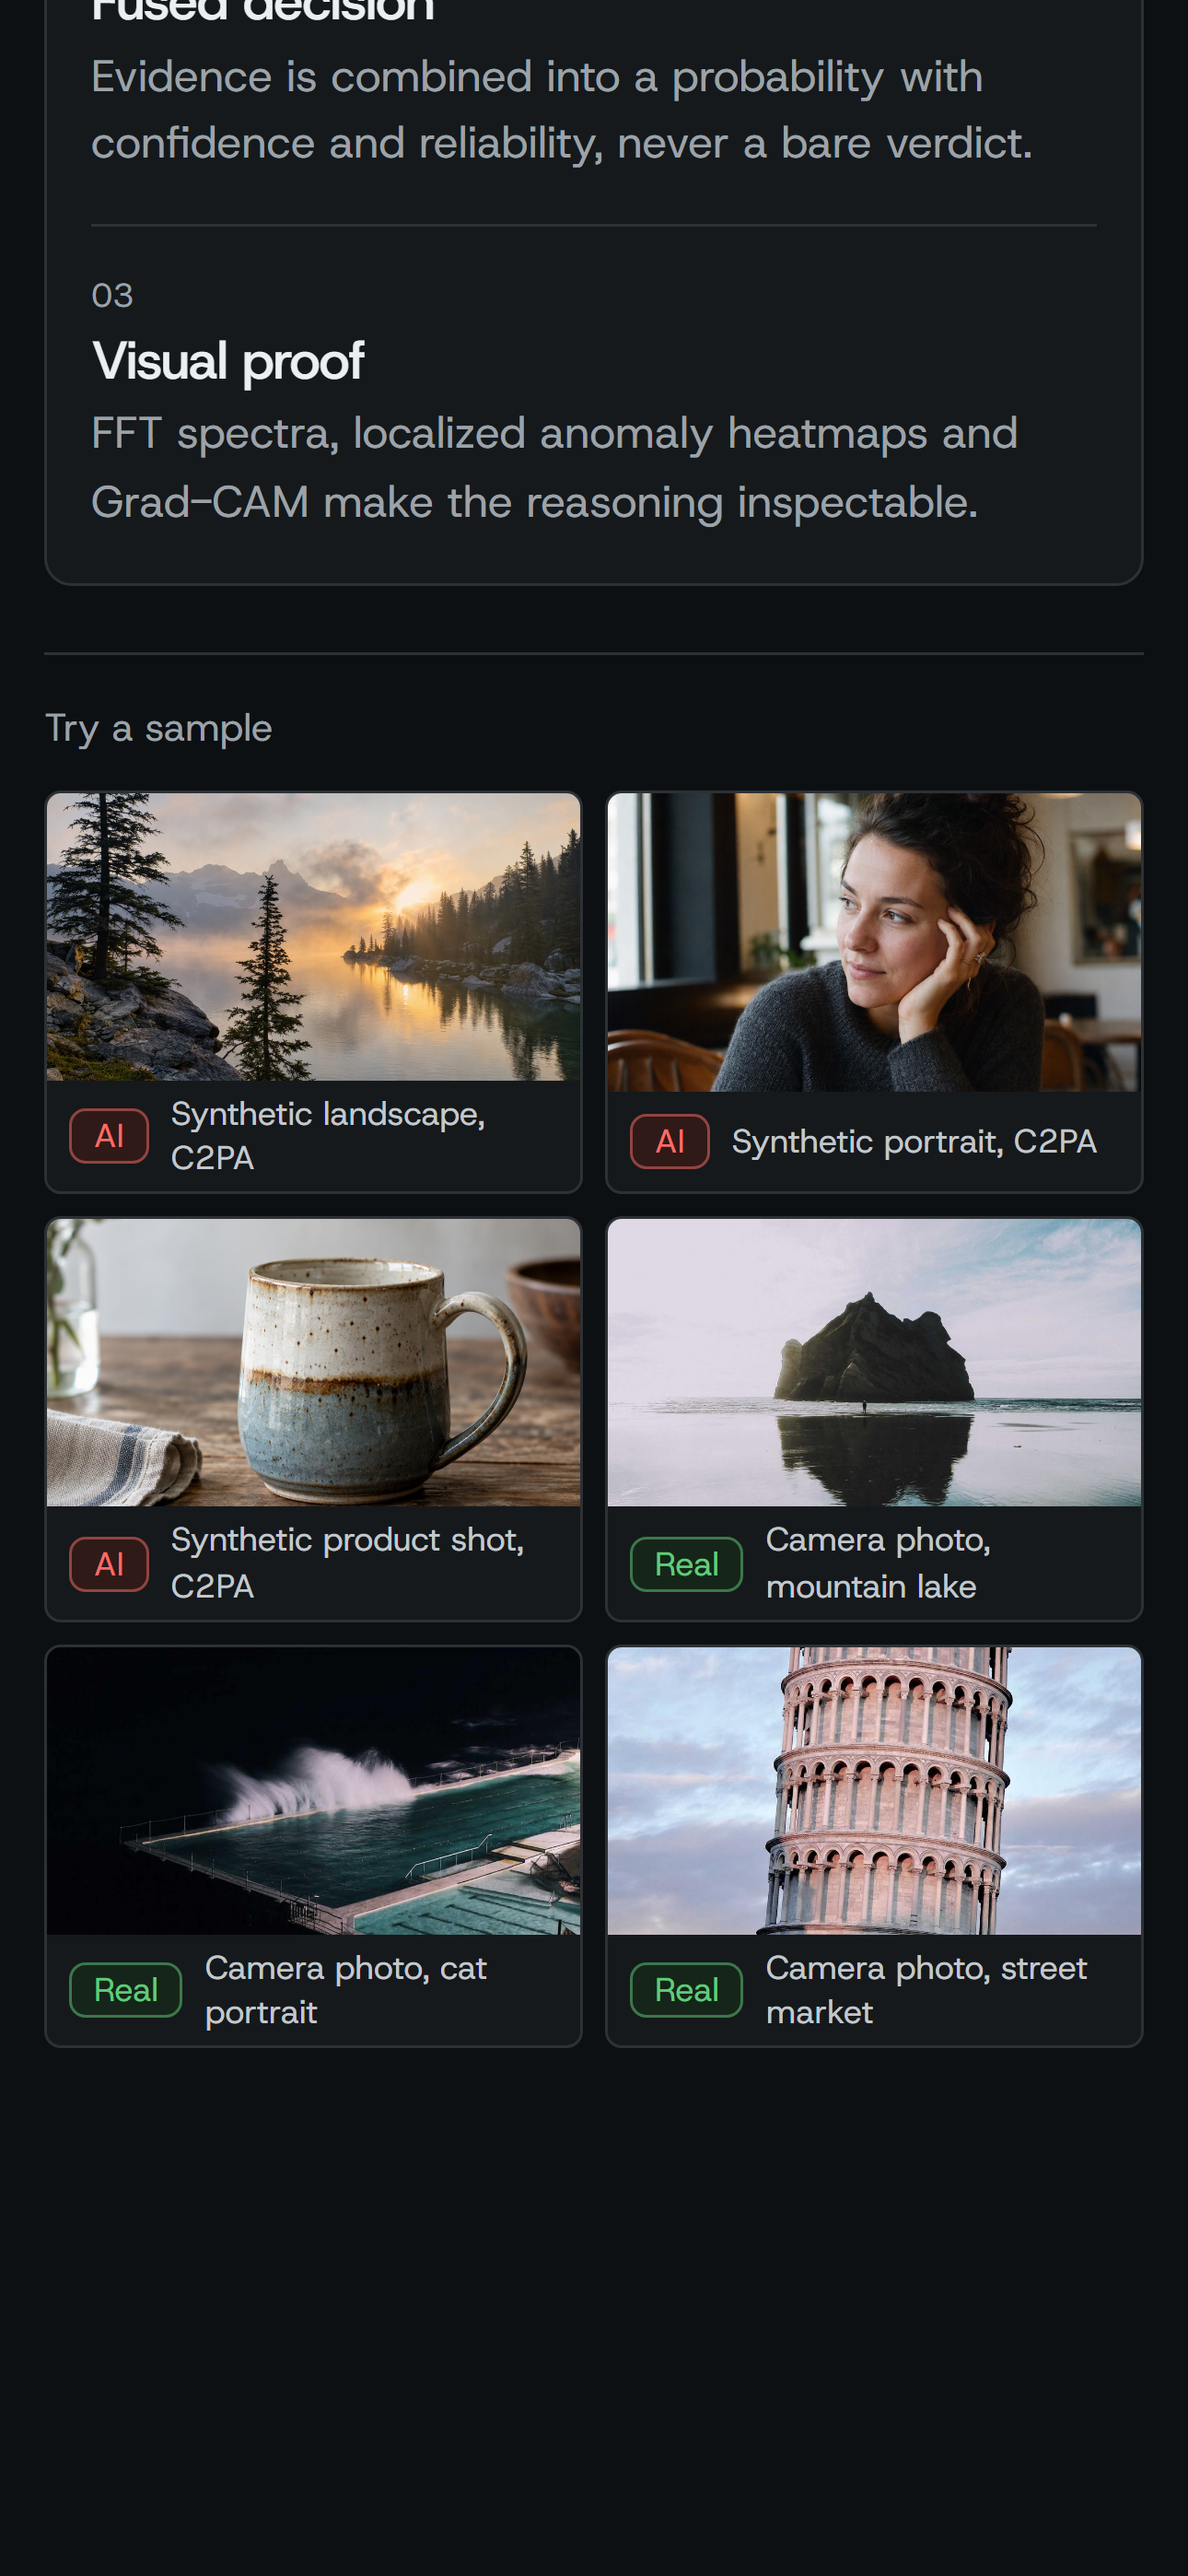 Fused decision
Evidence is combined into a probability with
confidence and reliability, never a bare verdict.
03
Visual proof
FFT spectra, localized anomaly heatmaps and
Grad-CAM make the reasoning inspectable.
Try a sample
AI
Synthetic landscape,
C2PA
AI
Synthetic portrait, C2PA
AI
Synthetic product shot,
C2PA
Real
Camera photo,
mountain lake
Real
Camera photo, cat
portrait
Real
Camera photo, street
market